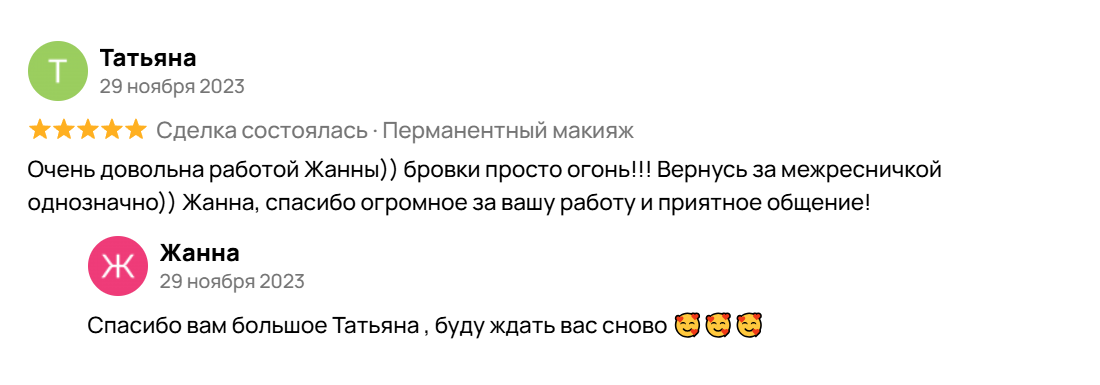 Т
Татьяна
29 ноября 2023
Сделка состоялась · Перманентный макияж
Очень довольна работой Жанны)) бровки просто огонь!!! Вернусь за межресничкой
однозначно)) Жанна, спасибо огромное за вашу работу и приятное общение!
Ж
Жанна
29 ноября 2023
Спасибо вам большое Татьяна , буду ждать вас сново 🥰🥰🥰